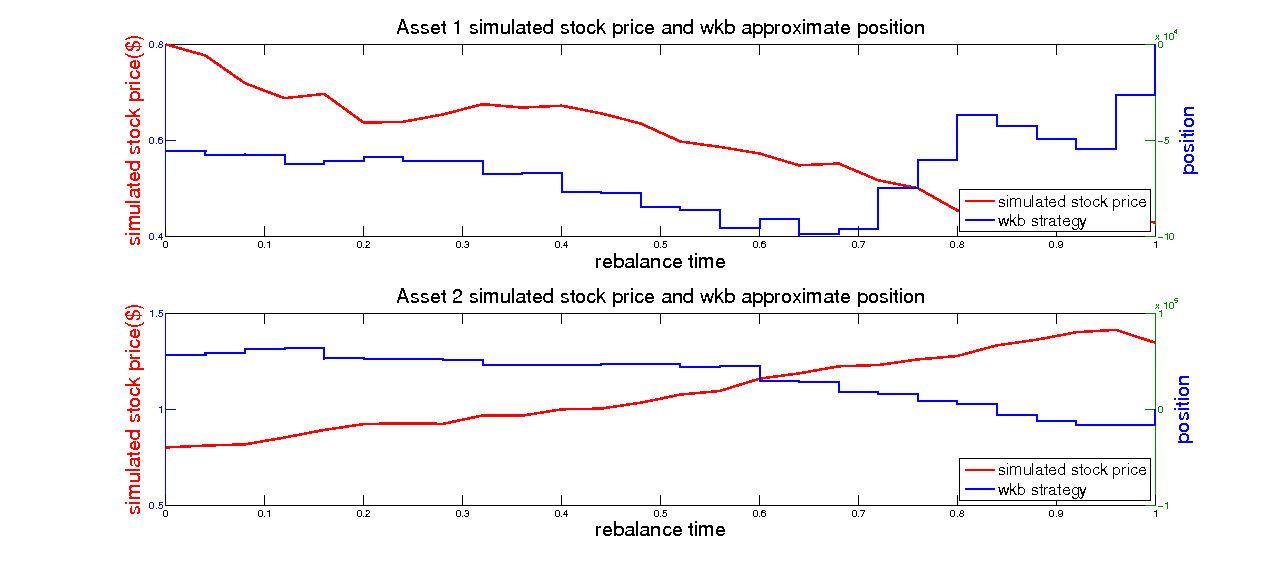 Asset 1 simulated stock price and wkb approximate position
x 10^4
simulated stock price($)
0.8
0.6
0.4
0
-5
-10
position
simulated stock price
wkb strategy
0 0.1 0.2 0.3 0.4 0.5 0.6 0.7 0.8 0.9 1
rebalance time
Asset 2 simulated stock price and wkb approximate position
simulated stock price($)
1.5
1
0.5
1
0
-1
position
simulated stock price
wkb strategy
0 0.1 0.2 0.3 0.4 0.5 0.6 0.7 0.8 0.9 1
rebalance time